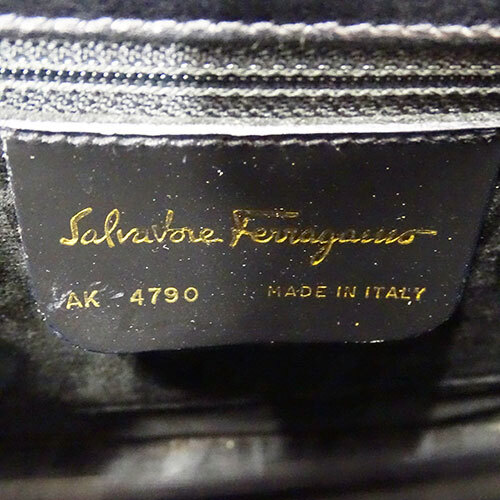 Salvatore Ferragamo
AK 4790 MADE IN ITALY